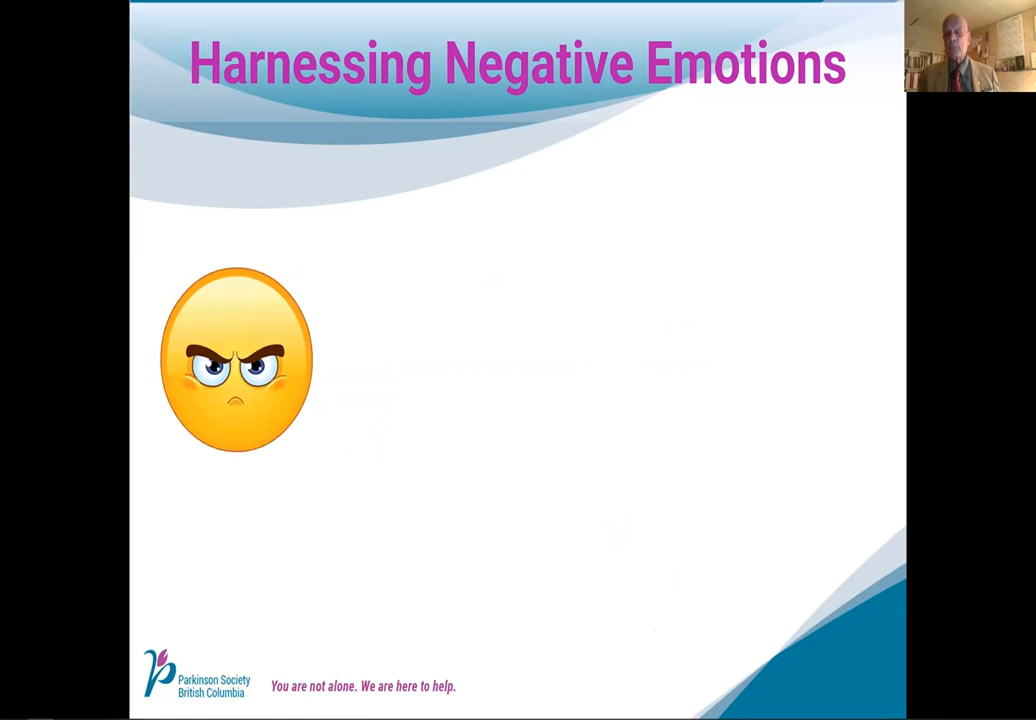 Harnessing Negative Emotions
Parkinson Society
British Columbia
You are not alone. We are here to help.